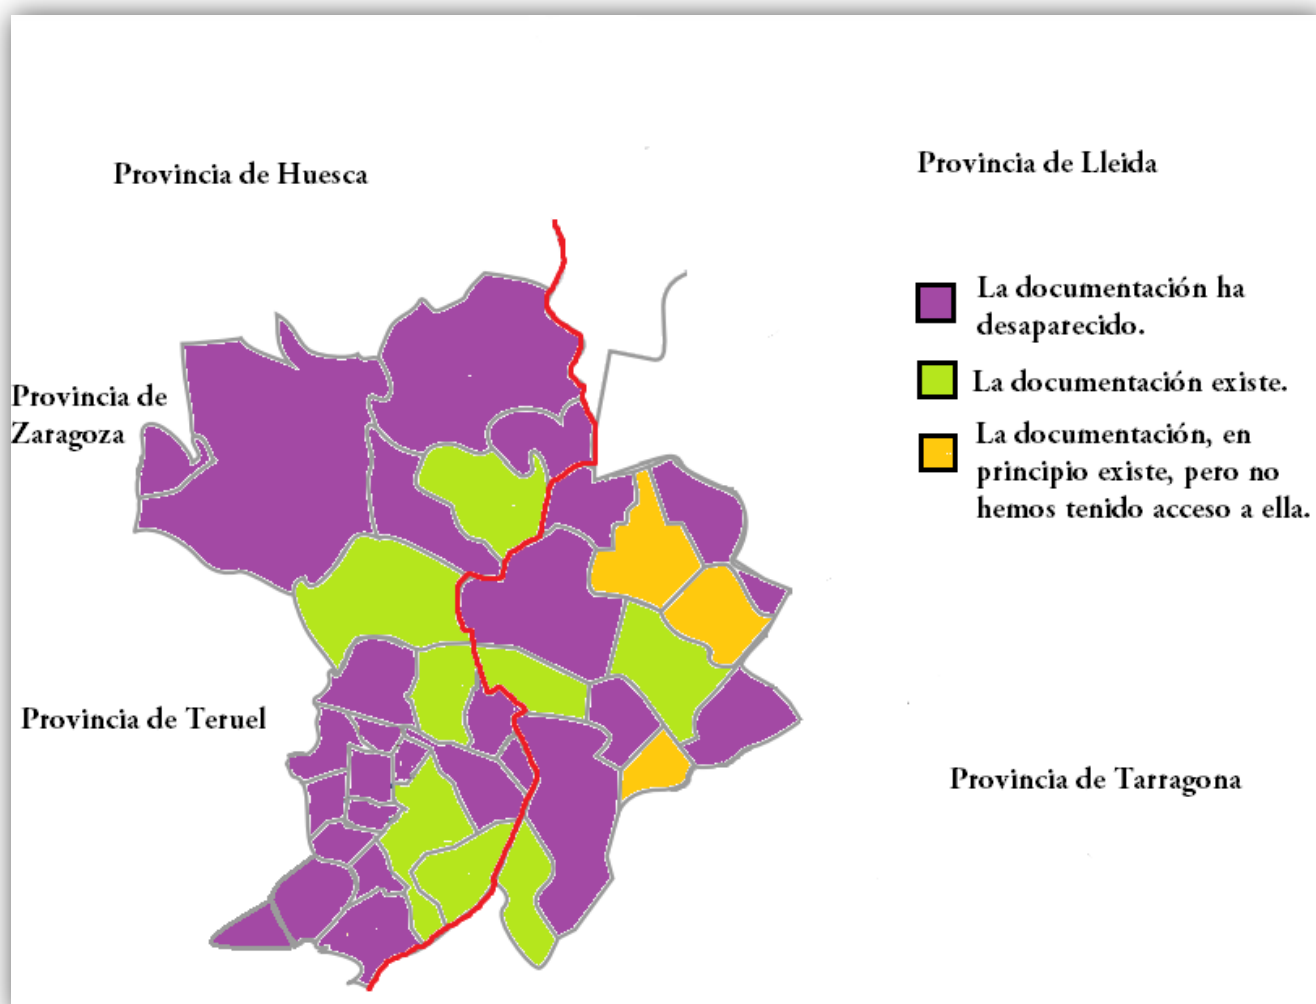 Provincia de Huesca
Provincia de Lleida
La documentación ha
desaparecido.
La documentación existe.
La documentación, en
principio existe, pero no
hemos tenido acceso a ella.
Provincia de
Zaragoza
Provincia de Teruel
Provincia de Tarragona